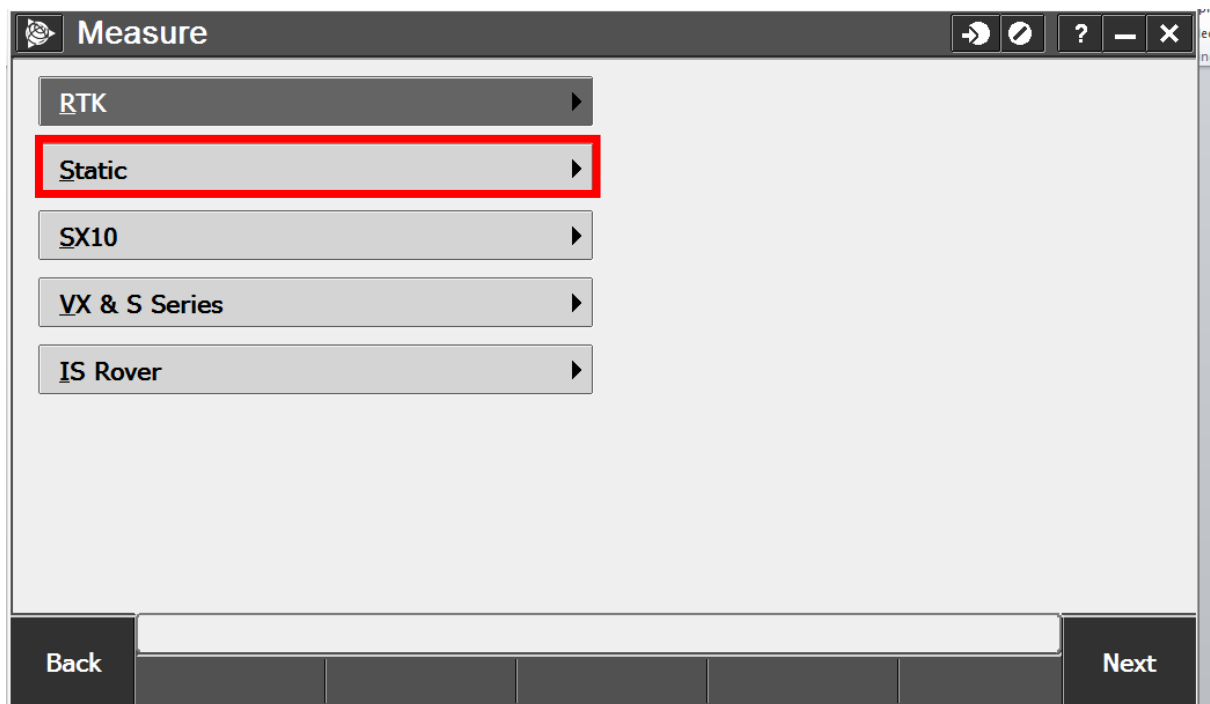 Measure
?
RTK
Static
SX10
VX & S Series
IS Rover
Back
Next